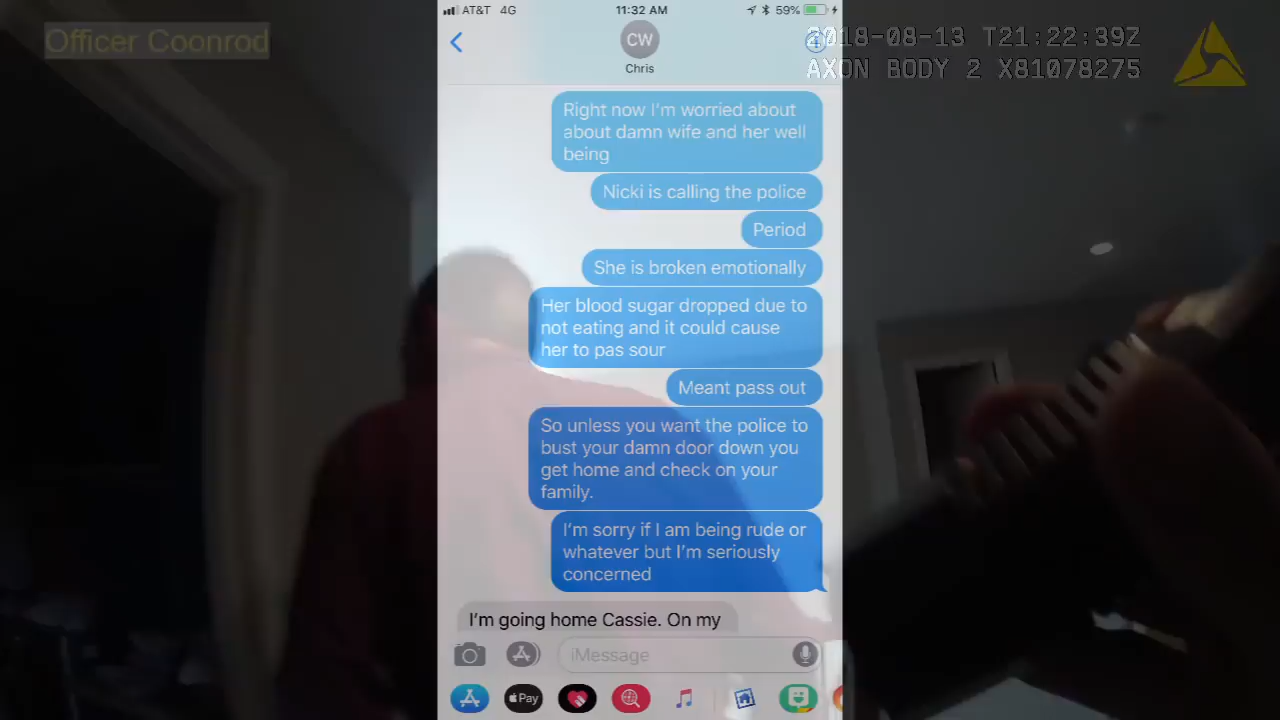 Officer Coonrod
AT&T 4G
11:32 AM
59%
2018-08-13 T21:22:39Z
AXON BODY 2 X81078275
CW
Chris
Right now I'm worried about
about damn wife and her well
being
Nicki is calling the police
Period
She is broken emotionally
Her blood sugar dropped due to
not eating and it could cause
her to pas sour
Meant pass out
So unless you want the police to
bust your damn door down you
get home and check on your
family.
I'm sorry if I am being rude or
whatever but I'm seriously
concerned
I'm going home Cassie. On my
iMessage
Pay